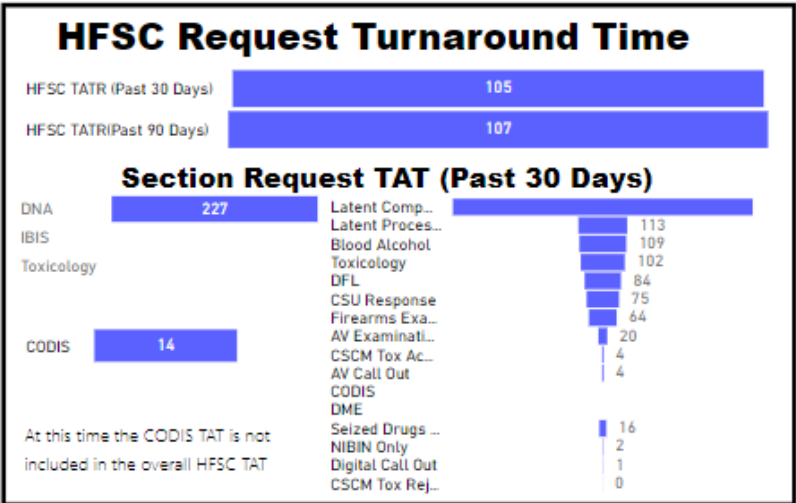 HFSC Request Turnaround Time
HFSC TATR (Past 30 Days) 105
HFSC TATR(Past 90 Days) 107
Section Request TAT (Past 30 Days)
DNA 227
IBIS
Toxicology
CODIS 14
At this time the CODIS TAT is not
included in the overall HFSC TAT
Latent Comp...
Latent Proces... 113
Blood Alcohol 109
Toxicology 102
DFL 84
CSU Response 75
Firearms Exa... 64
AV Examinati... 20
CSCM Tox Ac... 4
AV Call Out 4
CODIS
DME
Seized Drugs ... 16
NIBIN Only 2
Digital Call Out 1
CSCM Tox Rej... 0